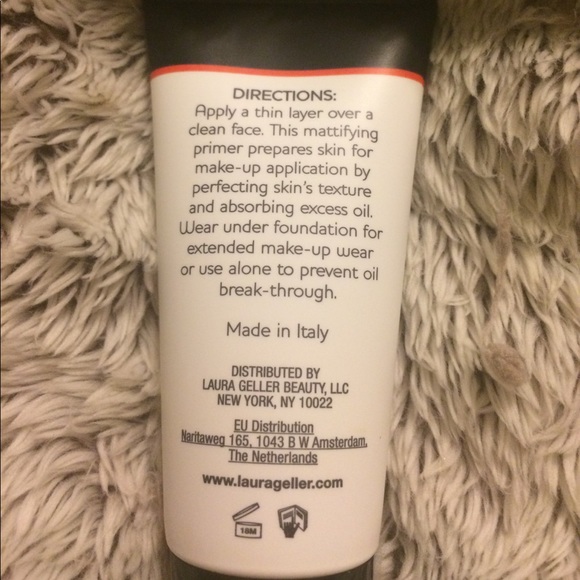 DIRECTIONS:
Apply a thin layer over a
clean face. This mattifying
primer prepares skin for
make-up application by
perfecting skin's texture
and absorbing excess oil.
Wear under foundation for
extended make-up wear
or use alone to prevent oil
break-through.
Made in Italy
DISTRIBUTED BY
LAURA GELLER BEAUTY, LLC
NEW YORK, NY 10022
EU Distribution
Naritaweg 165, 1043 B W Amsterdam,
The Netherlands
www.laurageller.com
18M